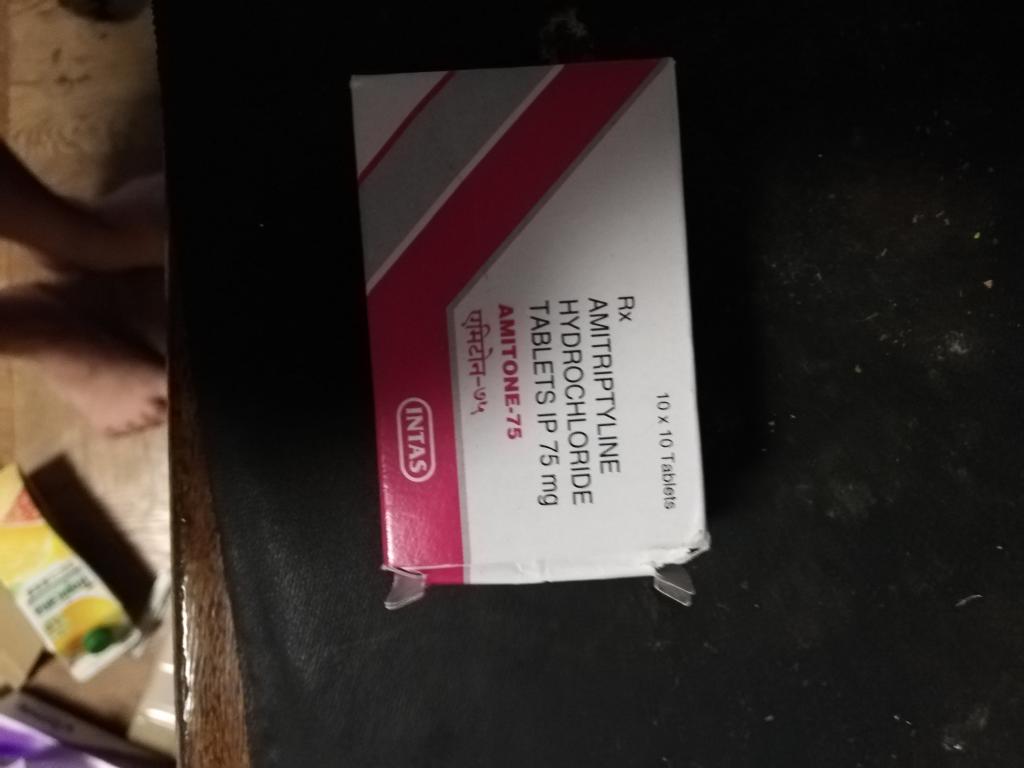 10 x 10 Tablets
Rx
AMITRIPTYLINE
HYDROCHLORIDE
TABLETS IP 75 mg
AMITONE-75
एमिटोन-७५
INTAS